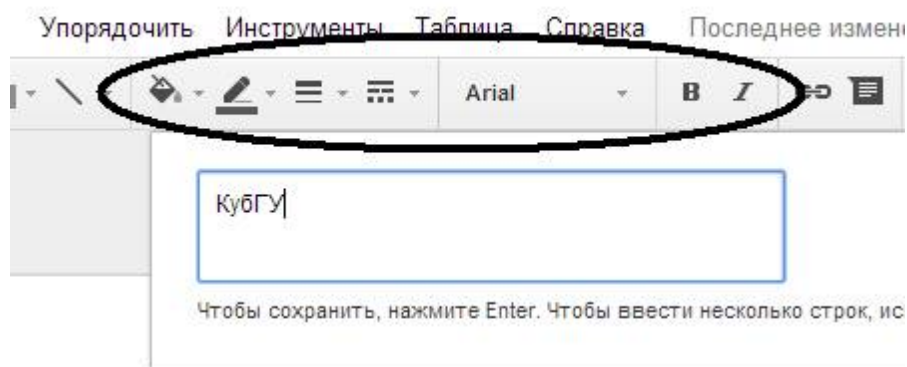 Упорядочить Инструменты Таблица Справка Последнее измен
Arial B I
КубГУ
Чтобы сохранить, нажмите Enter. Чтобы ввести несколько строк, ис